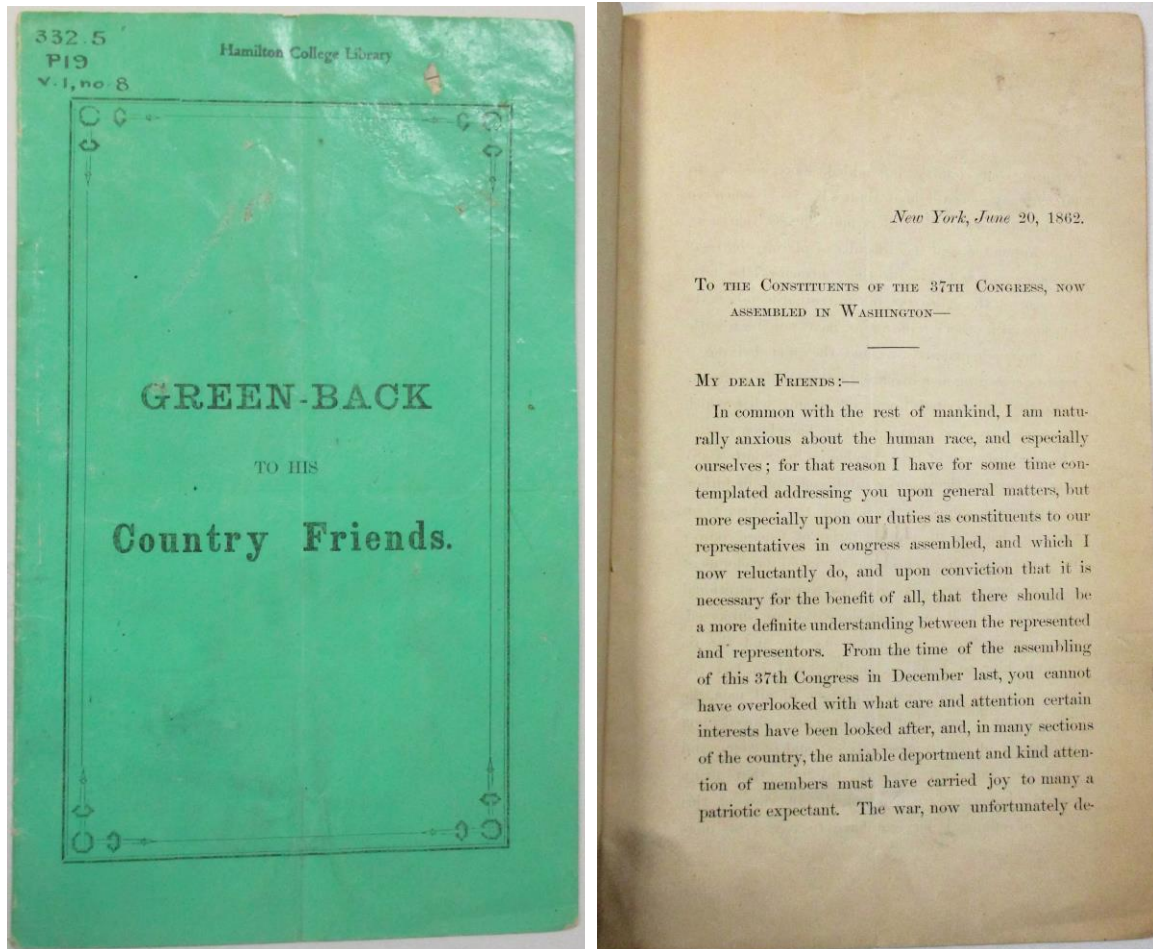 332.5
P19
v.1, no 8
Hamilton College Library
GREEN-BACK
TO HIS
Country Friends.
New York, June 20, 1862.
To the Constituents of the 37th Congress, now
assembled in Washington—
My dear Friends:—
In common with the rest of mankind, I am natu-
rally anxious about the human race, and especially
ourselves; for that reason I have for some time con-
templated addressing you upon general matters, but
more especially upon our duties as constituents to our
representatives in congress assembled, and which I
now reluctantly do, and upon conviction that it is
necessary for the benefit of all, that there should be
a more definite understanding between the represented
and representors. From the time of the assembling
of this 37th Congress in December last, you cannot
have overlooked with what care and attention certain
interests have been looked after, and, in many sections
of the country, the amiable deportment and kind atten-
tion of members must have carried joy to many a
patriotic expectant. The war, now unfortunately de-